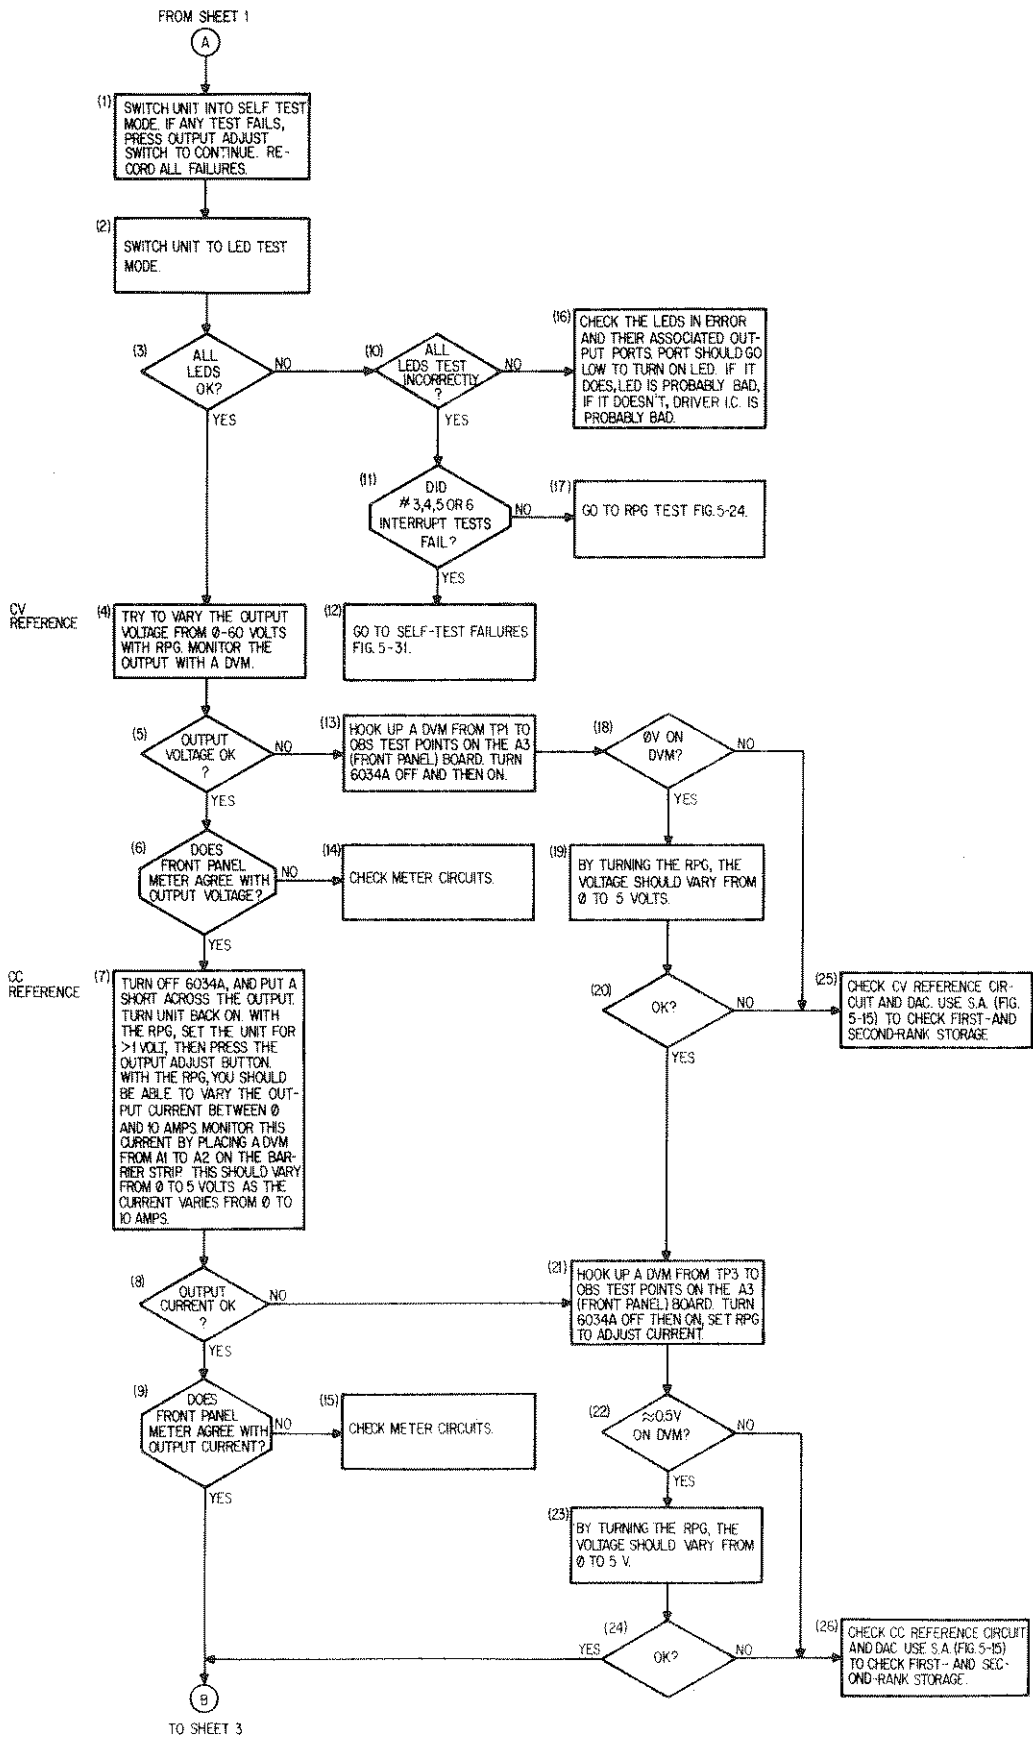 FROM SHEET 1
A
(1)
SWITCH UNIT INTO SELF TEST
MODE. IF ANY TEST FAILS,
PRESS OUTPUT ADJUST
SWITCH TO CONTINUE. RE-
CORD ALL FAILURES.
(2)
SWITCH UNIT TO LED TEST
MODE.
(3)
ALL
LEDS
OK?
NO
YES
(10)
ALL
LEDS TEST
INCORRECTLY
?
NO
YES
(16)
CHECK THE LEDS IN ERROR
AND THEIR ASSOCIATED OUT-
PUT PORTS. PORT SHOULD GO
LOW TO TURN ON LED. IF IT
DOES, LED IS PROBABLY BAD,
IF IT DOESN'T, DRIVER I.C. IS
PROBABLY BAD.
(11)
DID
#3,4,5 OR 6
INTERRUPT TESTS
FAIL?
NO
YES
(17)
GO TO RPG TEST FIG. 5-24.
(12)
GO TO SELF-TEST FAILURES
FIG. 5-31.
CV
REFERENCE
(4)
TRY TO VARY THE OUTPUT
VOLTAGE FROM Ø-60 VOLTS
WITH RPG. MONITOR THE
OUTPUT WITH A DVM.
(5)
OUTPUT
VOLTAGE OK
?
NO
YES
(13)
HOOK UP A DVM FROM TP1 TO
OBS TEST POINTS ON THE A3
(FRONT PANEL) BOARD. TURN
6034A OFF AND THEN ON.
(18)
ØV ON
DVM?
NO
YES
(6)
DOES
FRONT PANEL
METER AGREE WITH
OUTPUT VOLTAGE?
NO
YES
(14)
CHECK METER CIRCUITS.
(19)
BY TURNING THE RPG, THE
VOLTAGE SHOULD VARY FROM
Ø TO 5 VOLTS.
(20)
OK?
NO
YES
(25)
CHECK CV REFERENCE CIR-
CUIT AND DAC. USE S.A. (FIG.
5-15) TO CHECK FIRST-AND
SECOND-RANK STORAGE
CC
REFERENCE
(7)
TURN OFF 6034A, AND PUT A
SHORT ACROSS THE OUTPUT.
TURN UNIT BACK ON. WITH
THE RPG, SET THE UNIT FOR
>1 VOLT, THEN PRESS THE
OUTPUT ADJUST BUTTON.
WITH THE RPG, YOU SHOULD
BE ABLE TO VARY THE OUT-
PUT CURRENT BETWEEN Ø
AND 10 AMPS. MONITOR THIS
CURRENT BY PLACING A DVM
FROM A1 TO A2 ON THE BAR-
RIER STRIP. THIS SHOULD VARY
FROM Ø TO 5 VOLTS AS THE
CURRENT VARIES FROM Ø TO
10 AMPS.
(8)
OUTPUT
CURRENT OK
?
NO
YES
(21)
HOOK UP A DVM FROM TP3 TO
OBS TEST POINTS ON THE A3
(FRONT PANEL) BOARD. TURN
6034A OFF THEN ON, SET RPG
TO ADJUST CURRENT.
(9)
DOES
FRONT PANEL
METER AGREE WITH
OUTPUT CURRENT?
NO
YES
(15)
CHECK METER CIRCUITS.
(22)
≈0.5V
ON DVM?
NO
YES
(23)
BY TURNING THE RPG, THE
VOLTAGE SHOULD VARY FROM
Ø TO 5 V.
(24)
OK?
YES
NO
(26)
CHECK CC REFERENCE CIRCUIT
AND DAC. USE S.A. (FIG. 5-15)
TO CHECK FIRST- AND SEC-
OND-RANK STORAGE.
B
TO SHEET 3